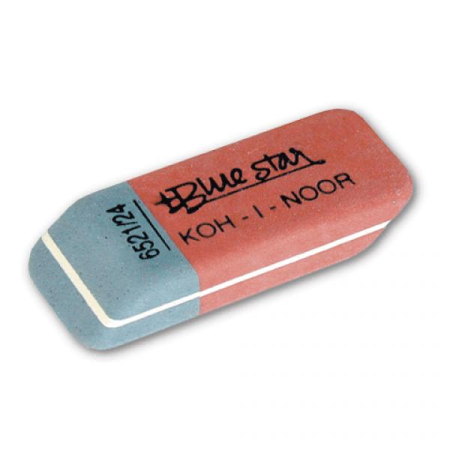 Blue star
KOH-I-NOOR
6521/24